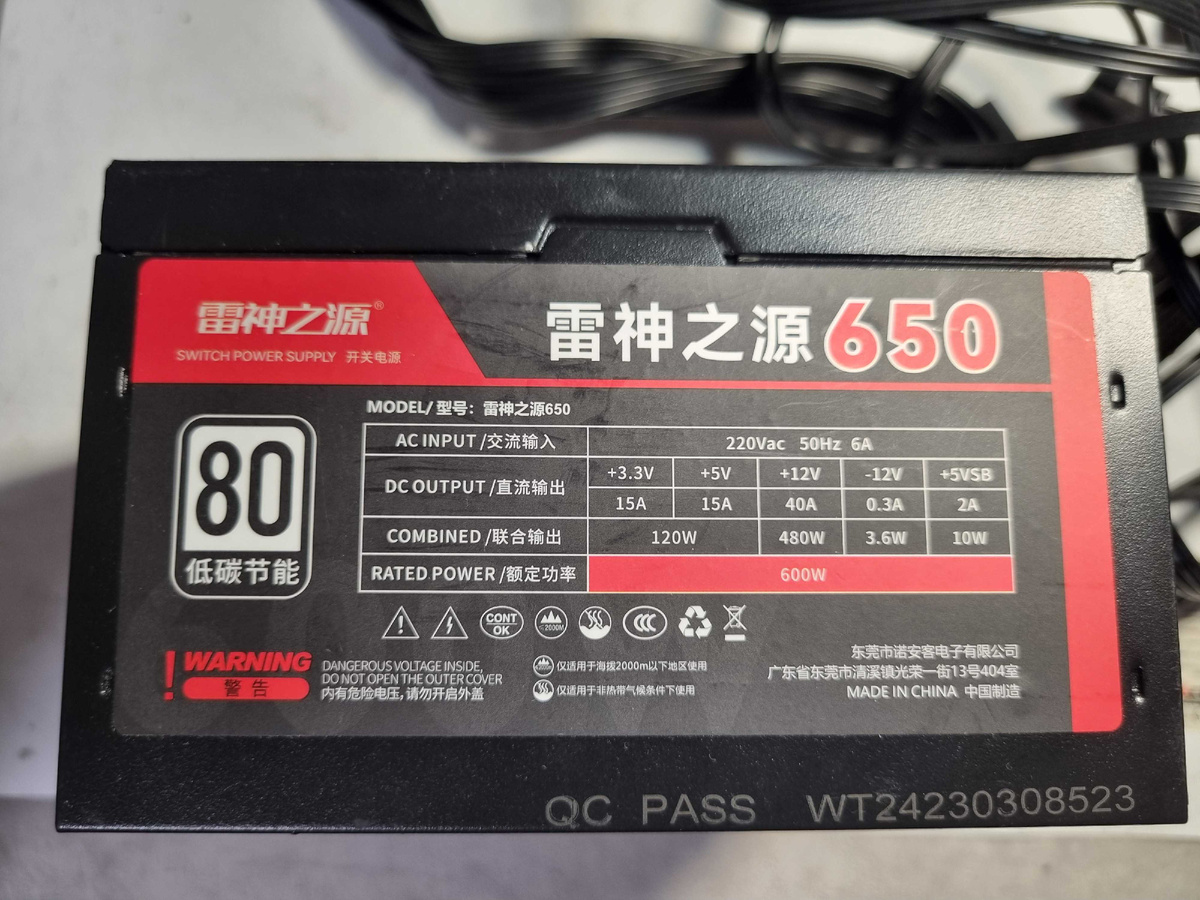 雷神之源®
SWITCH POWER SUPPLY 开关电源
雷神之源650
MODEL/型号：雷神之源650
AC INPUT/交流输入 220Vac 50Hz 6A
DC OUTPUT/直流输出 +3.3V +5V +12V -12V +5VSB
15A 15A 40A 0.3A 2A
COMBINED/联合输出 120W 480W 3.6W 10W
RATED POWER/额定功率 600W
80
低碳节能
CONT
OK
≤2000M
CCC
!WARNING
警告
DANGEROUS VOLTAGE INSIDE,
DO NOT OPEN THE OUTER COVER
内有危险电压,请勿开启外盖
仅适用于海拨2000m以下地区使用
仅适用于非热带气候条件下使用
东莞市诺安客电子有限公司
广东省东莞市清溪镇光荣一街13号404室
MADE IN CHINA 中国制造
QC PASS WT24230308523